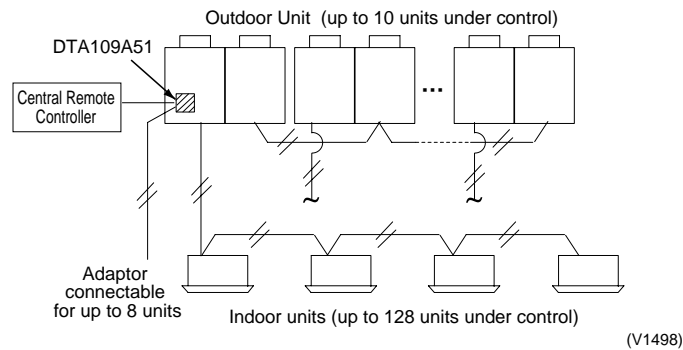 Outdoor Unit (up to 10 units under control)
DTA109A51
Central Remote
Controller
...
~
~
Adaptor
connectable
for up to 8 units
Indoor units (up to 128 units under control)
(V1498)